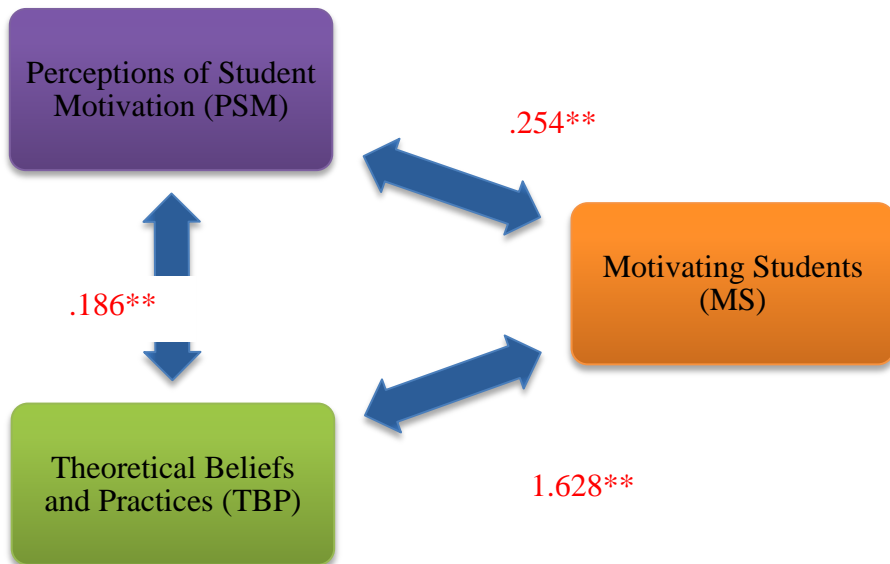 Perceptions of Student
Motivation (PSM)
.254**
Motivating Students
(MS)
.186**
Theoretical Beliefs
and Practices (TBP)
1.628**